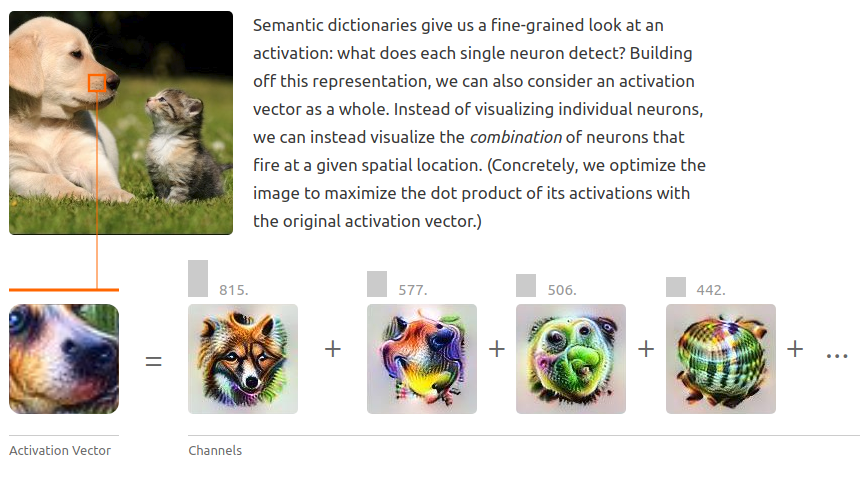 Semantic dictionaries give us a fine-grained look at an
activation: what does each single neuron detect? Building
off this representation, we can also consider an activation
vector as a whole. Instead of visualizing individual neurons,
we can instead visualize the combination of neurons that
fire at a given spatial location. (Concretely, we optimize the
image to maximize the dot product of its activations with
the original activation vector.)
815.
577.
506.
442.
= + + + + ...
Activation Vector
Channels